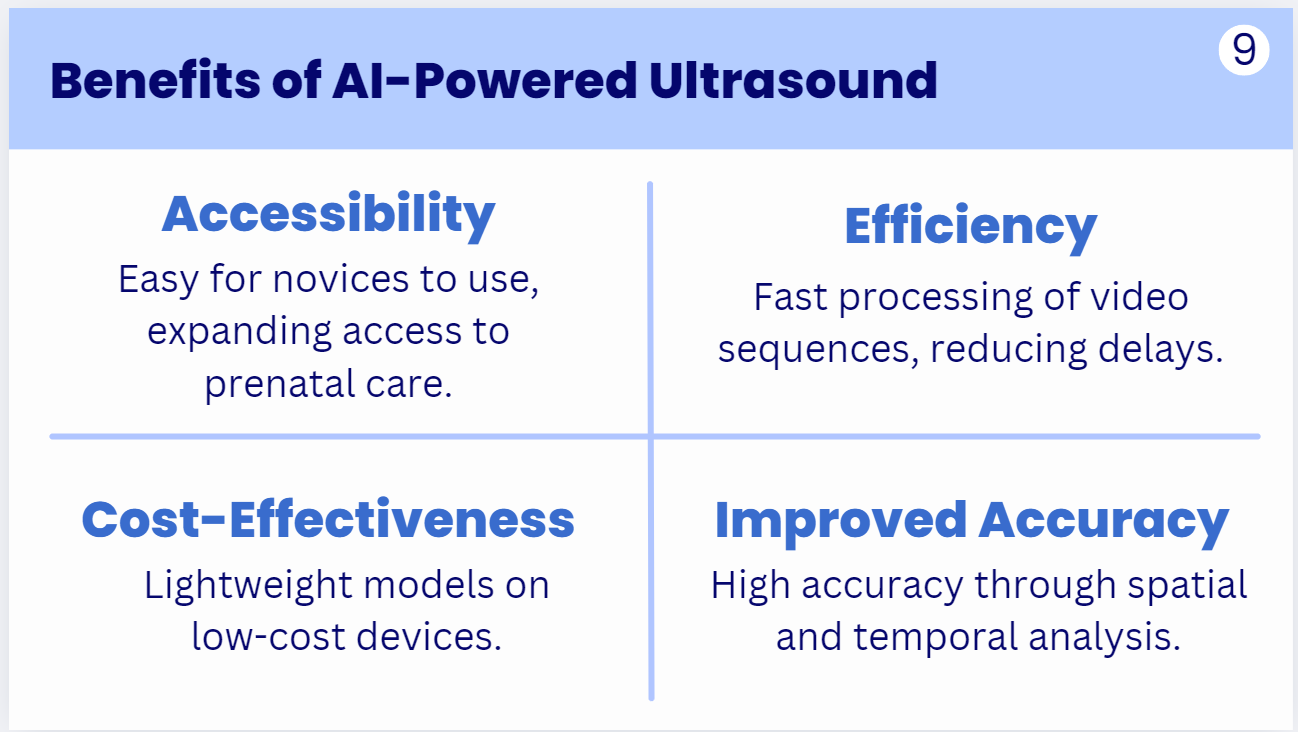 Benefits of AI-Powered Ultrasound
9
Accessibility
Easy for novices to use,
expanding access to
prenatal care.
Efficiency
Fast processing of video
sequences, reducing delays.
Cost-Effectiveness
Lightweight models on
low-cost devices.
Improved Accuracy
High accuracy through spatial
and temporal analysis.